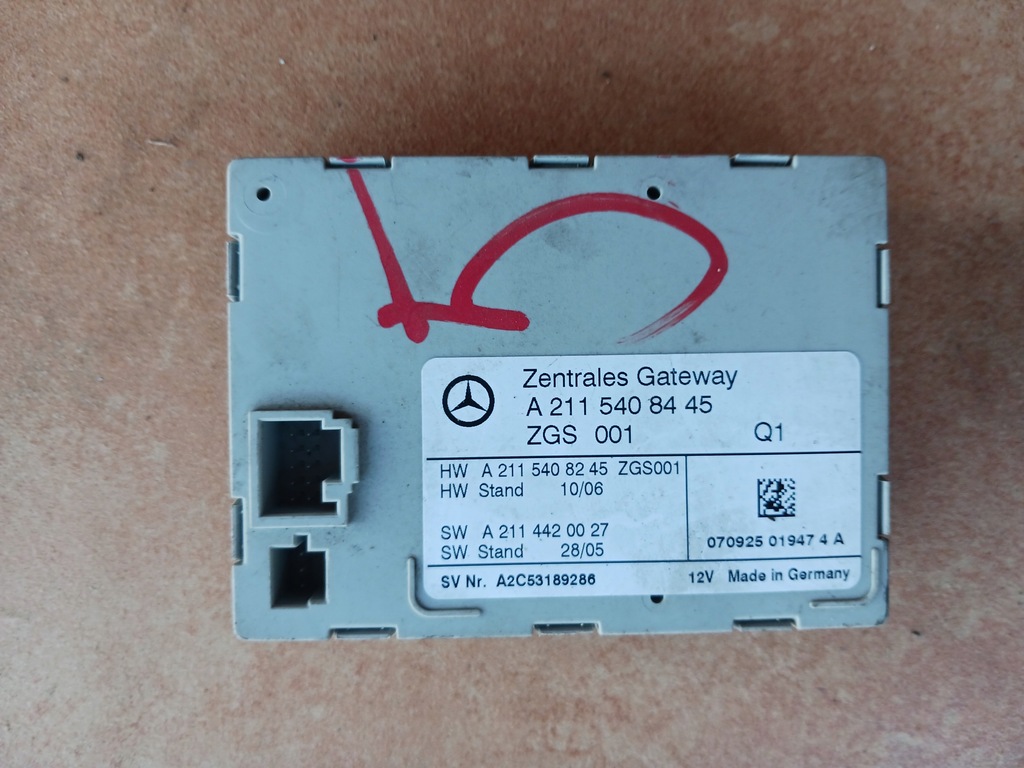 Zentrales Gateway
A 211 540 84 45
ZGS 001 Q1
HW A 211 540 82 45 ZGS001
HW Stand 10/06
SW A 211 442 00 27
SW Stand 28/05
070925 01947 4 A
SV Nr. A2C53189286 12V Made in Germany